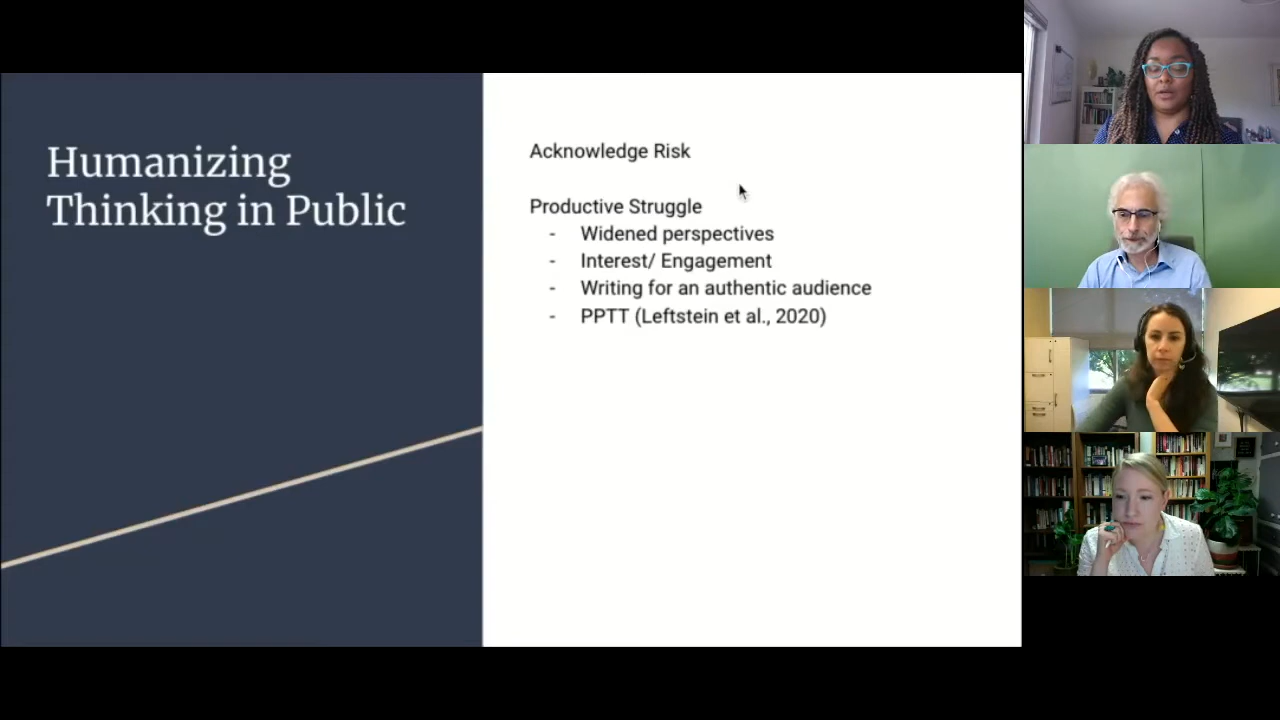 Humanizing
Thinking in Public
Acknowledge Risk
Productive Struggle
- Widened perspectives
- Interest/ Engagement
- Writing for an authentic audience
- PPTT (Leftstein et al., 2020)